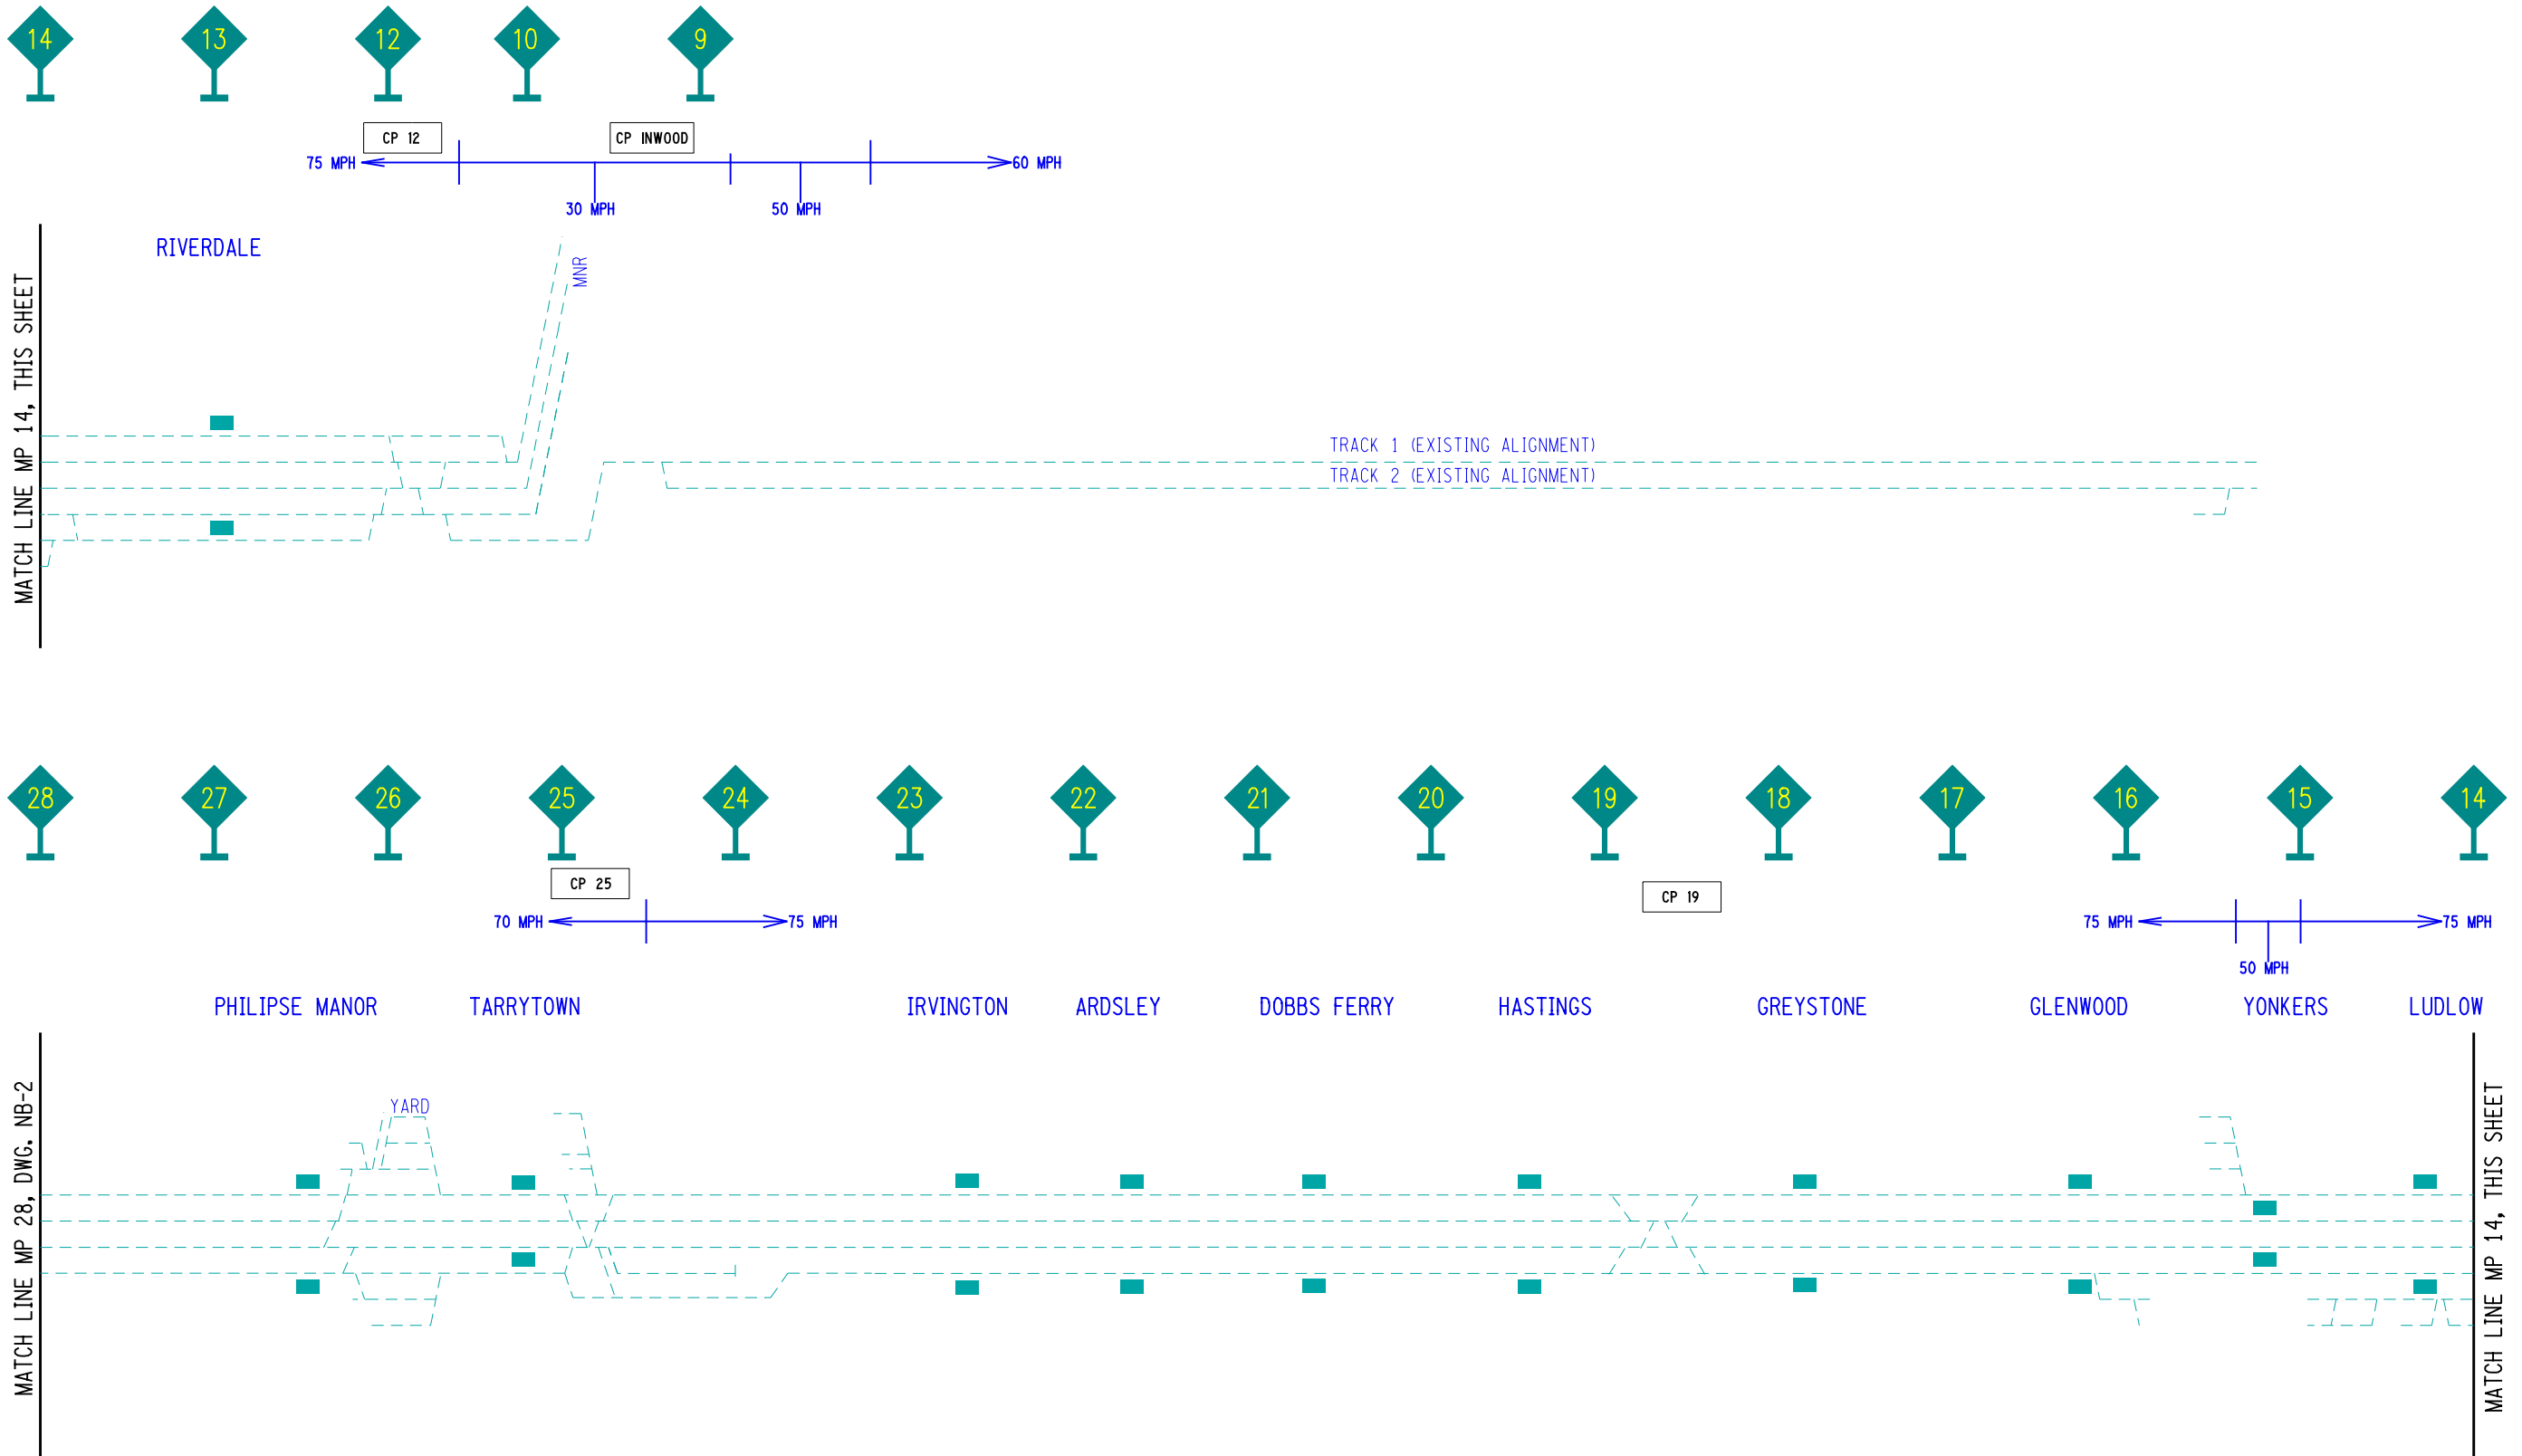 14 13 12 10 9
CP 12 CP INWOOD
75 MPH 60 MPH
30 MPH 50 MPH
RIVERDALE
MNR
MATCH LINE MP 14, THIS SHEET
TRACK 1 (EXISTING ALIGNMENT)
TRACK 2 (EXISTING ALIGNMENT)
28 27 26 25 24 23 22 21 20 19 18 17 16 15 14
CP 25 CP 19
70 MPH 75 MPH 75 MPH 75 MPH
50 MPH
PHILIPSE MANOR TARRYTOWN IRVINGTON ARDSLEY DOBBS FERRY HASTINGS GREYSTONE GLENWOOD YONKERS LUDLOW
YARD
MATCH LINE MP 28, DWG. NB-2
MATCH LINE MP 14, THIS SHEET